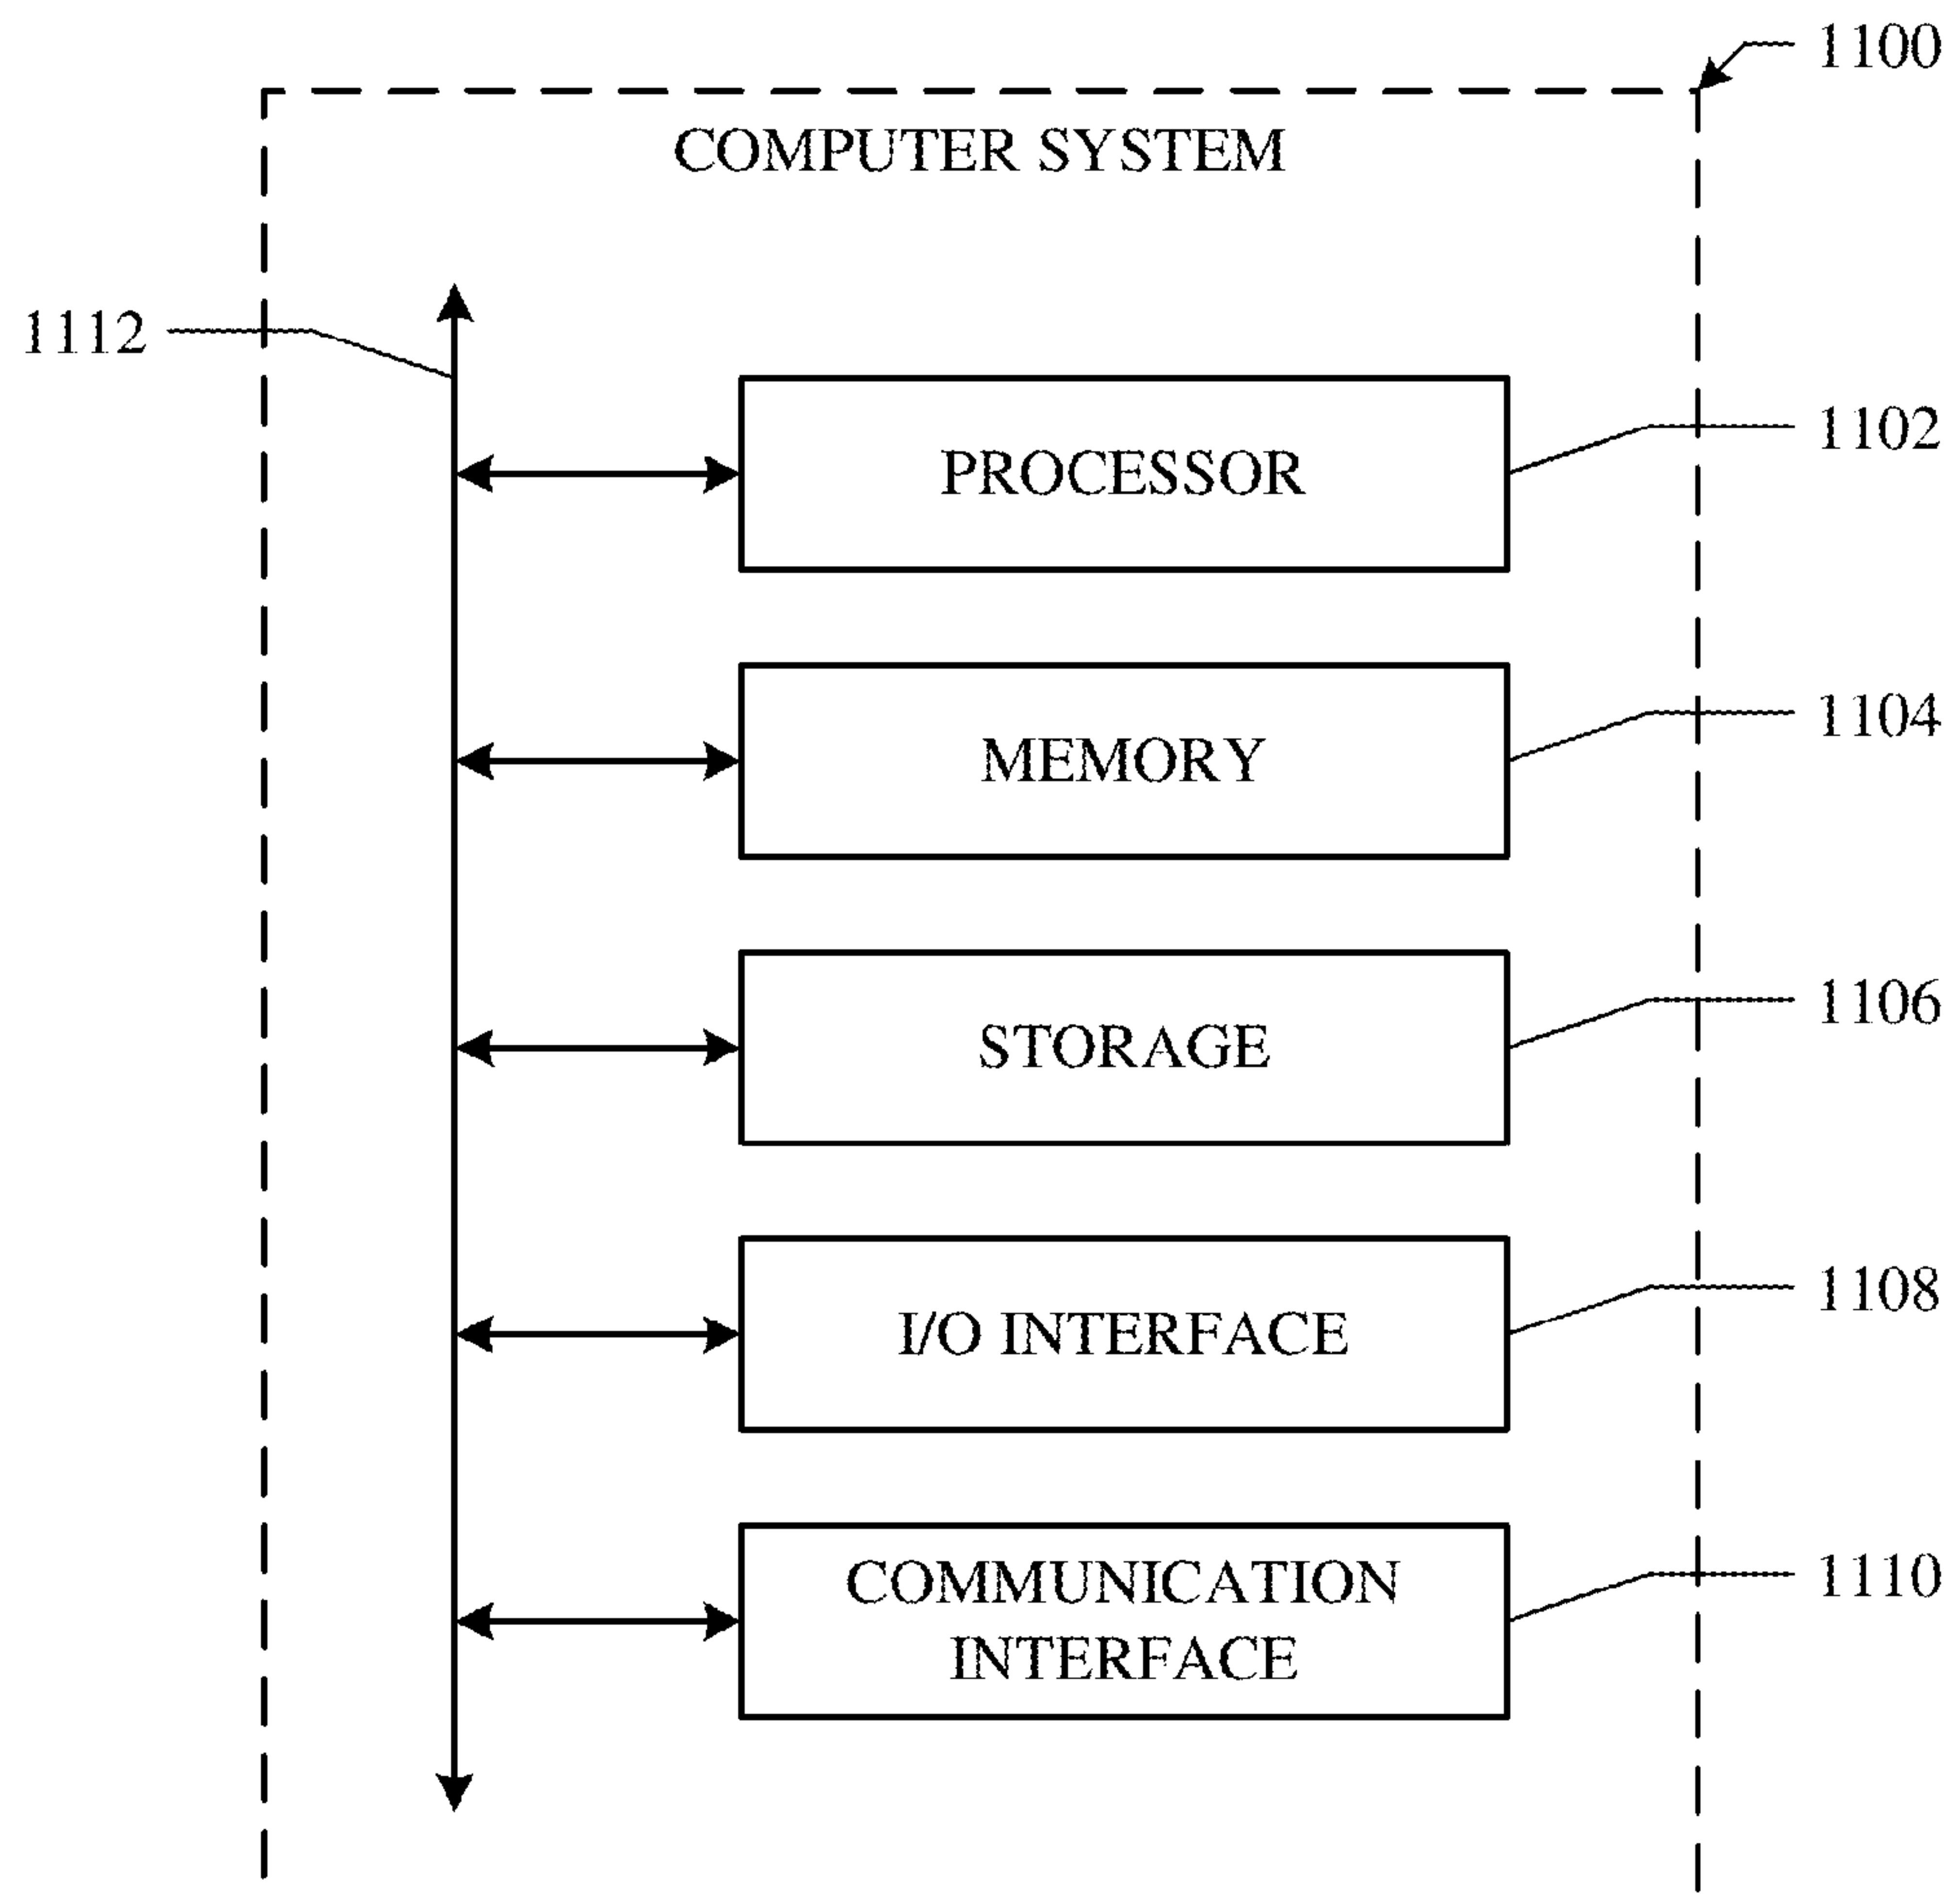 1100
COMPUTER SYSTEM
1112
PROCESSOR
1102
MEMORY
1104
STORAGE
1106
I/O INTERFACE
1108
COMMUNICATION
INTERFACE
1110